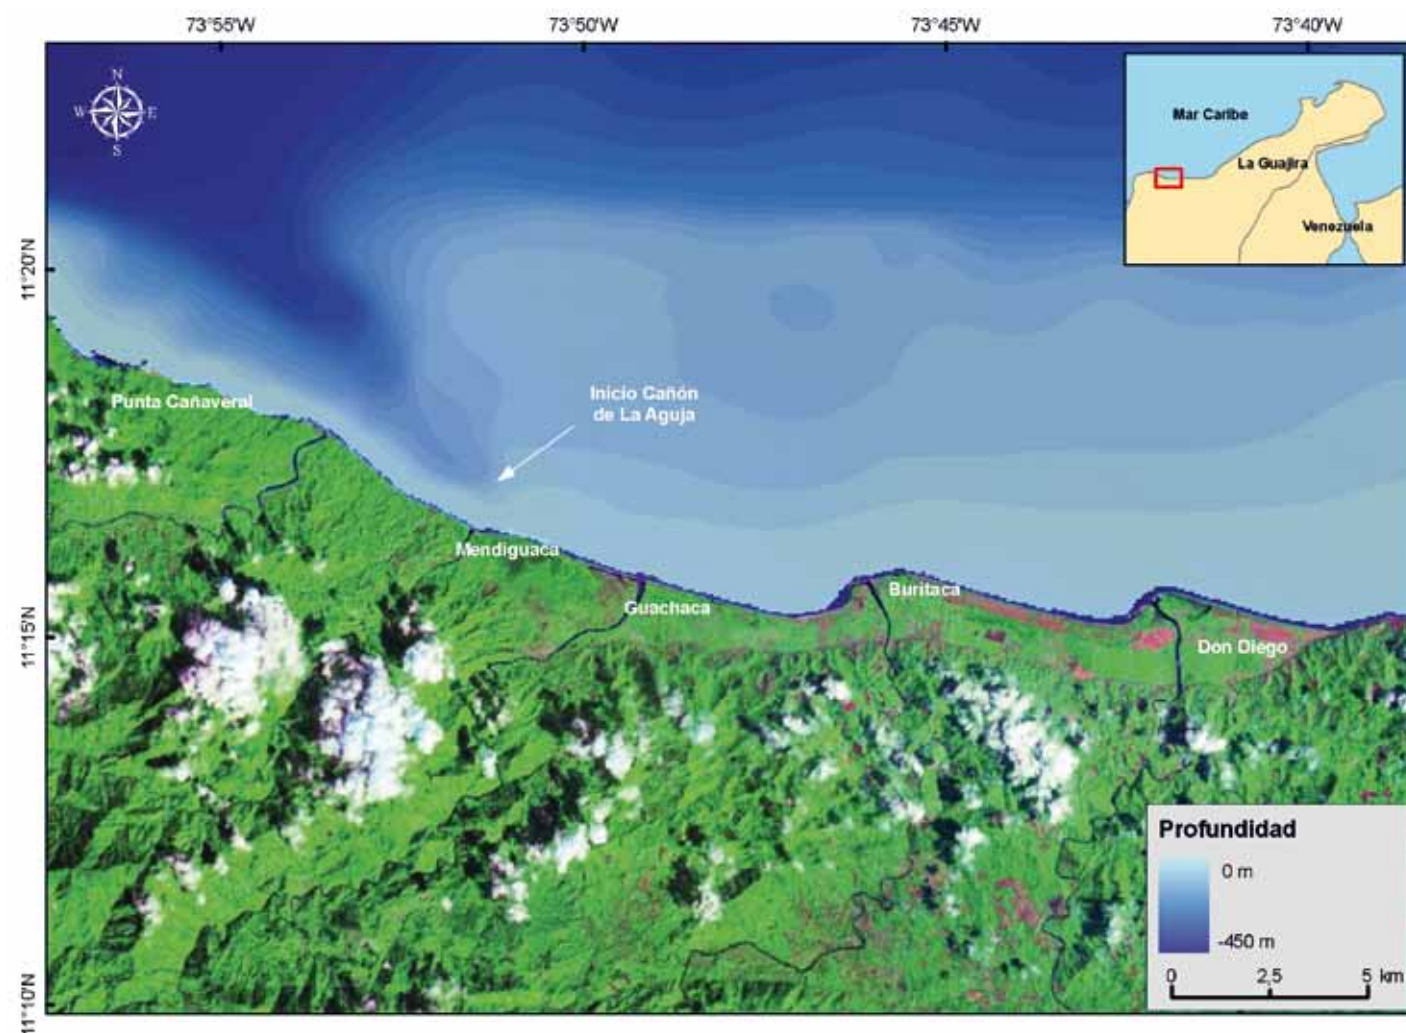 73°55'W
73°50'W
73°45'W
73°40'W
N
W
E
S
Mar Caribe
La Guajira
Venezuela
11°20'N
Inicio Cañón
de La Aguja
Punta Cañaveral
Mendiguaca
Guachaca
Buritaca
11°15'N
Don Diego
Profundidad
0 m
-450 m
0
2.5
5 km
11°10'N